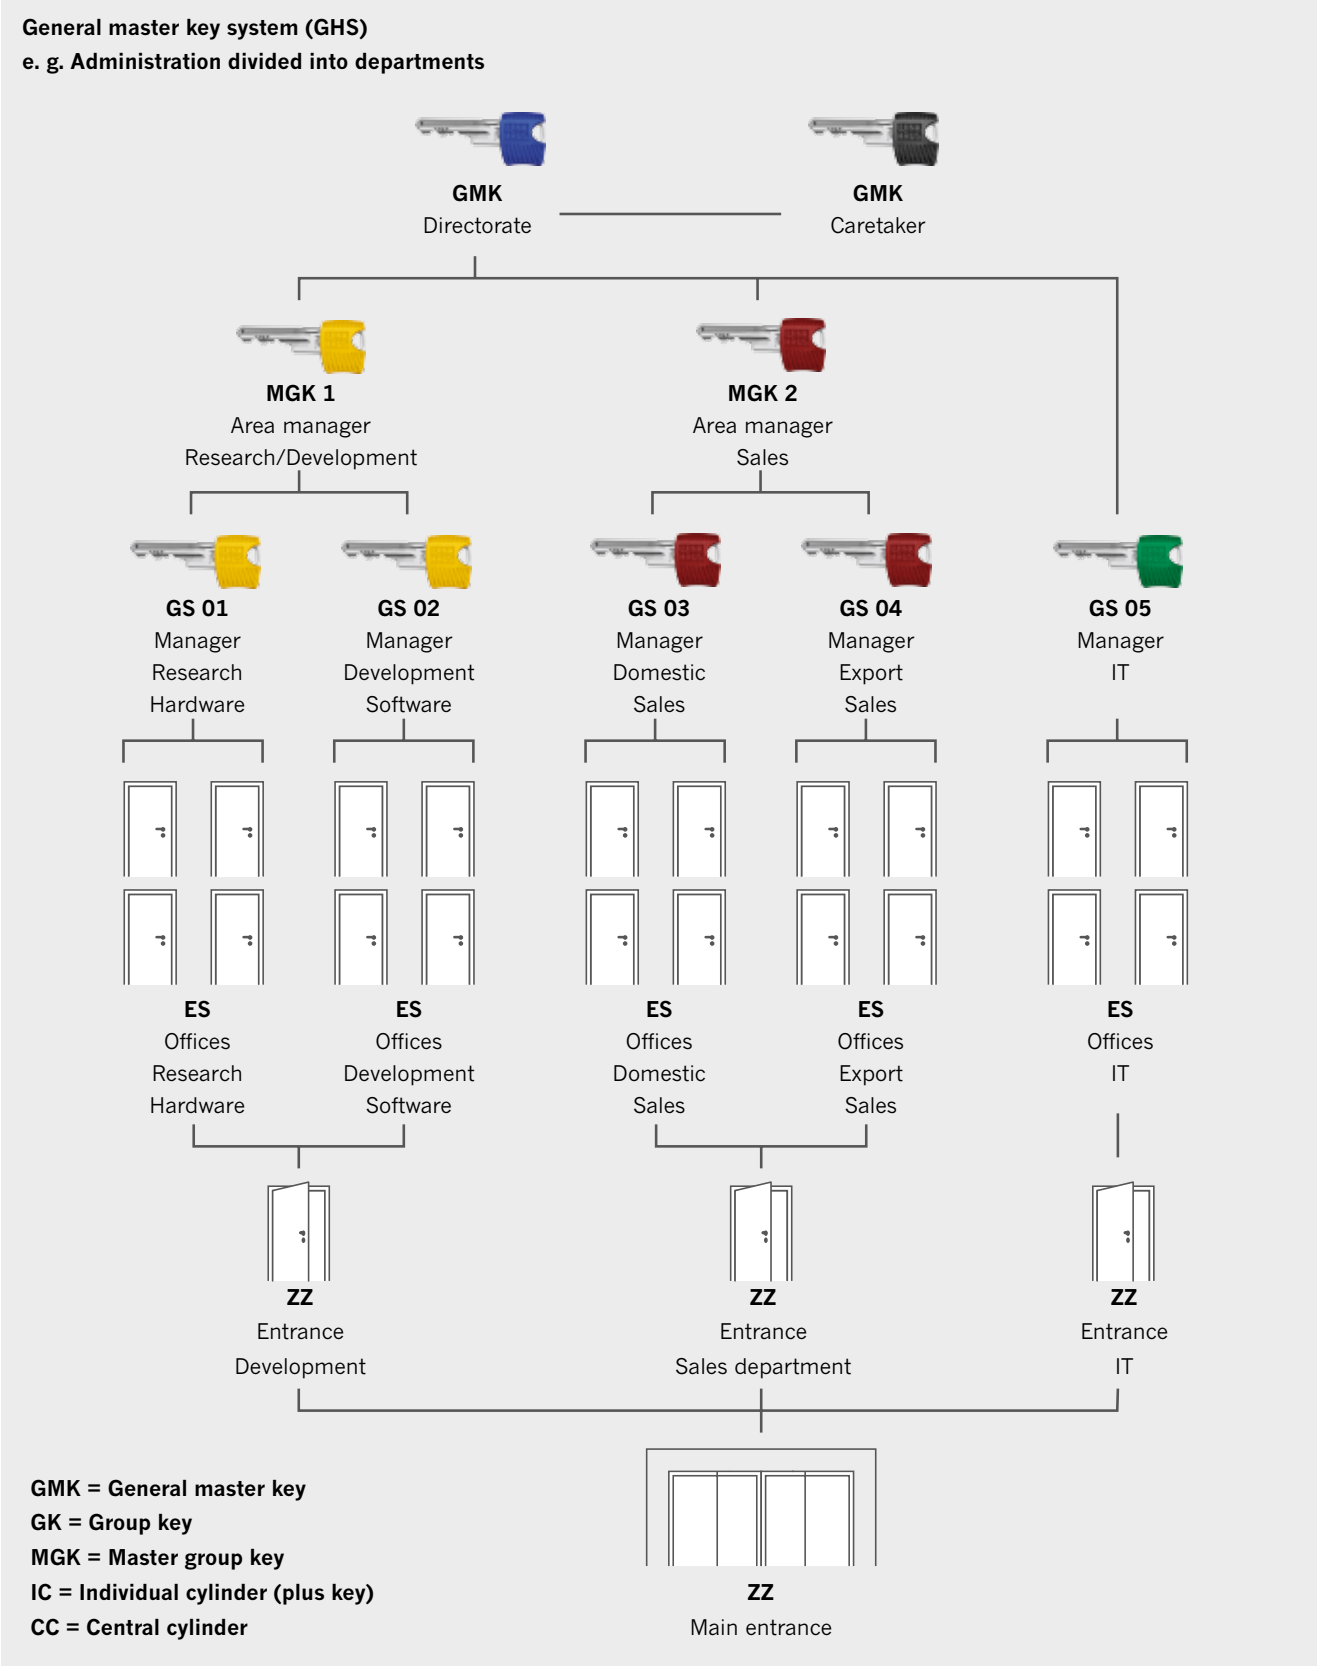 General master key system (GHS)
e. g. Administration divided into departments
GMK
Directorate
GMK
Caretaker
MGK 1
Area manager
Research/Development
MGK 2
Area manager
Sales
GS 01
Manager
Research
Hardware
GS 02
Manager
Development
Software
GS 03
Manager
Domestic
Sales
GS 04
Manager
Export
Sales
GS 05
Manager
IT
ES
Offices
Research
Hardware
ES
Offices
Development
Software
ES
Offices
Domestic
Sales
ES
Offices
Export
Sales
ES
Offices
IT
ZZ
Entrance
Development
ZZ
Entrance
Sales department
ZZ
Entrance
IT
ZZ
Main entrance
GMK = General master key
GK = Group key
MGK = Master group key
IC = Individual cylinder (plus key)
CC = Central cylinder